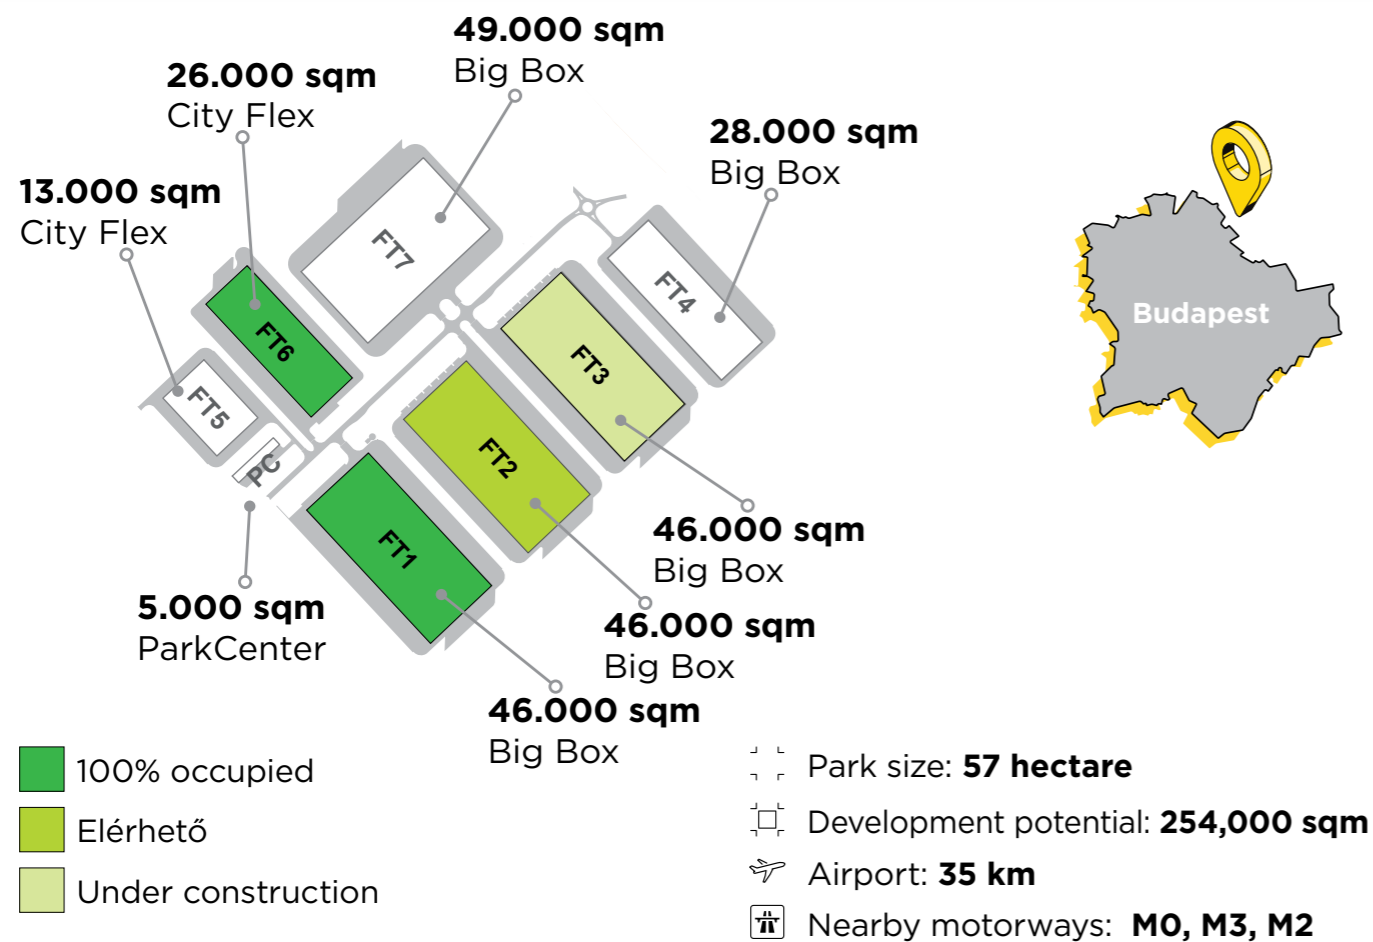 49.000 sqm
Big Box
26.000 sqm
City Flex
28.000 sqm
Big Box
13.000 sqm
City Flex
FT7
FT4
FT6
FT3
FT5
FT2
PC
FT1
Budapest
46.000 sqm
Big Box
5.000 sqm
ParkCenter
46.000 sqm
Big Box
46.000 sqm
Big Box
100% occupied
Elérhető
Under construction
Park size: 57 hectare
Development potential: 254,000 sqm
Airport: 35 km
Nearby motorways: M0, M3, M2